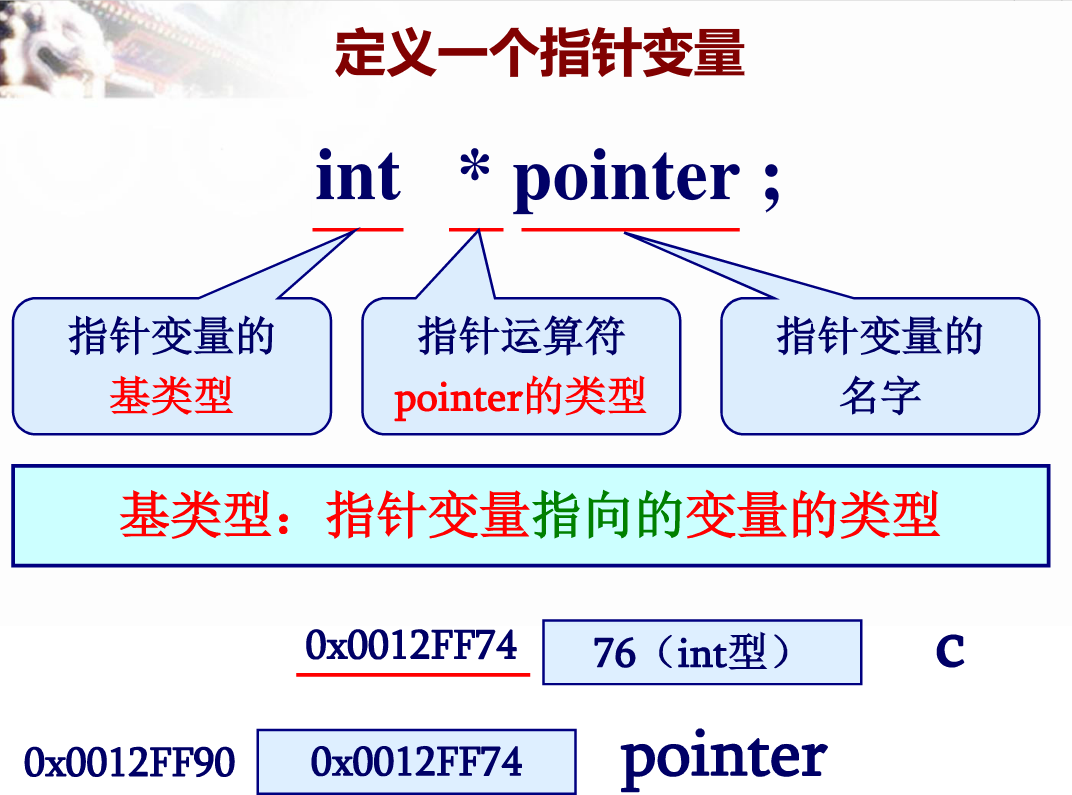 定义一个指针变量
int * pointer ;
指针变量的
基类型
指针运算符
pointer的类型
指针变量的
名字
基类型：指针变量指向的变量的类型
0x0012FF74 76（int型） c
0x0012FF90 0x0012FF74 pointer